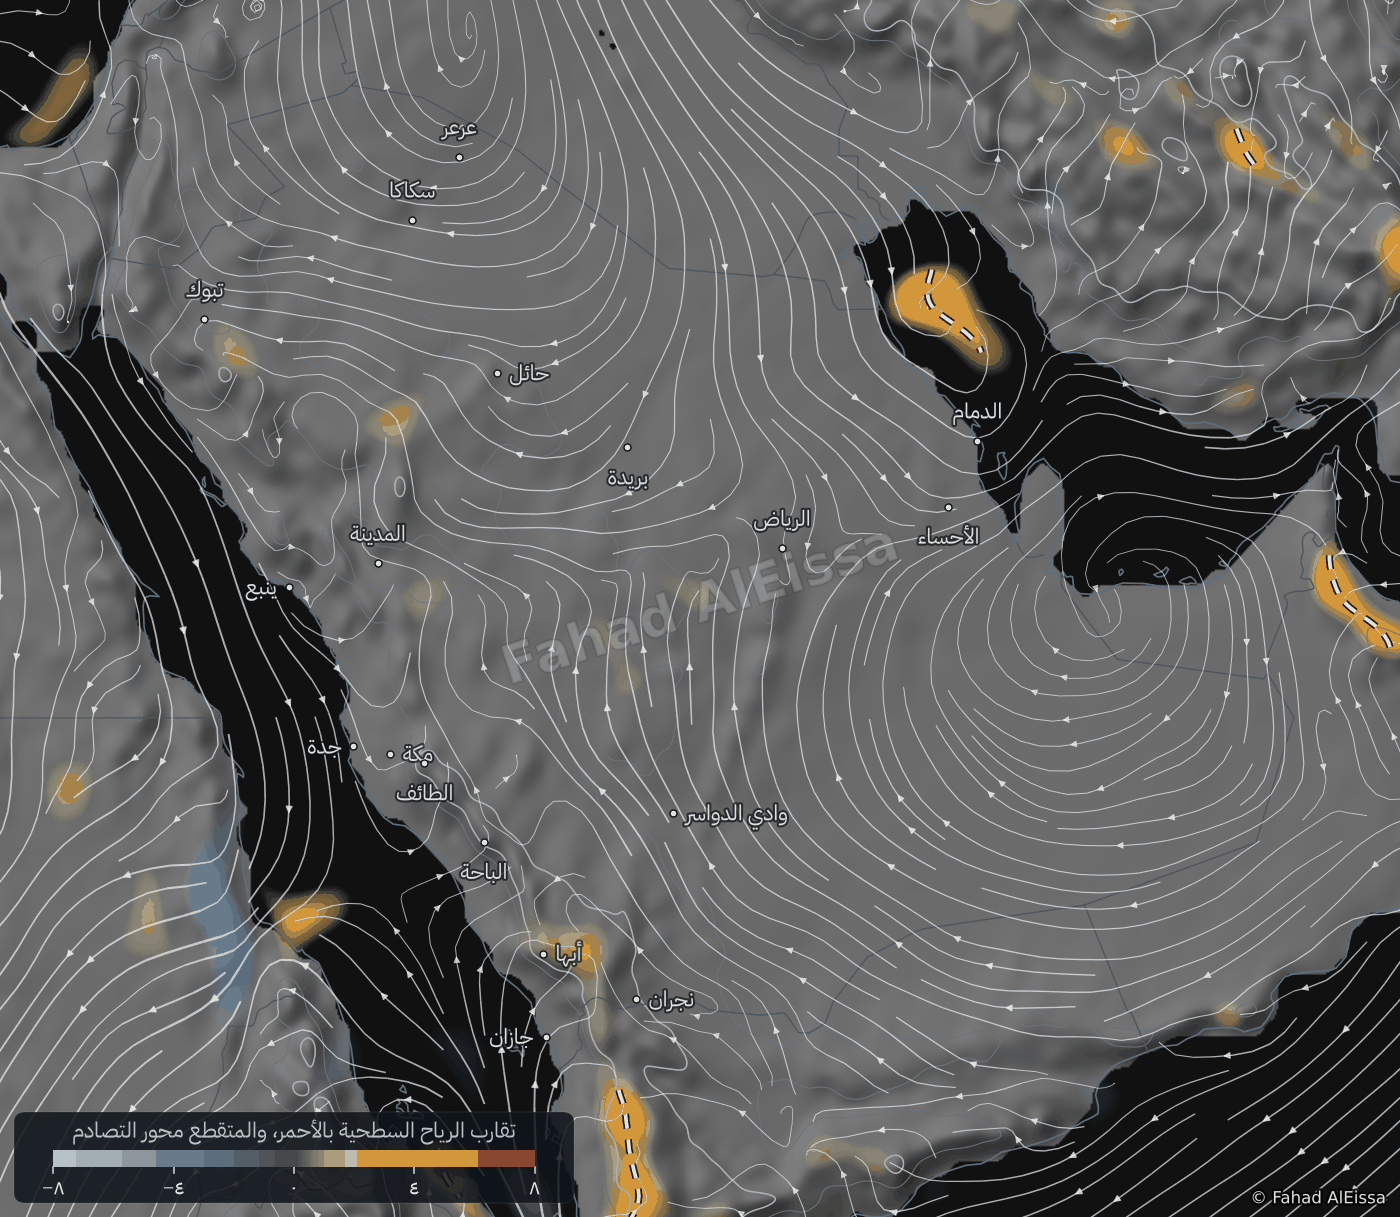 عرعر
سكاكا
تبوك
حائل
الدمام
بريدة
الرياض
الأحساء
المدينة
ينبع
Fahad AlEissa
جدة
مكة
الطائف
وادي الدواسر
الباحة
أبها
نجران
جازان
تقارب الرياح السطحية بالأحمر، والمتقطع محور التصادم
−٨ −٤ ٠ ٤ ٨
© Fahad AlEissa